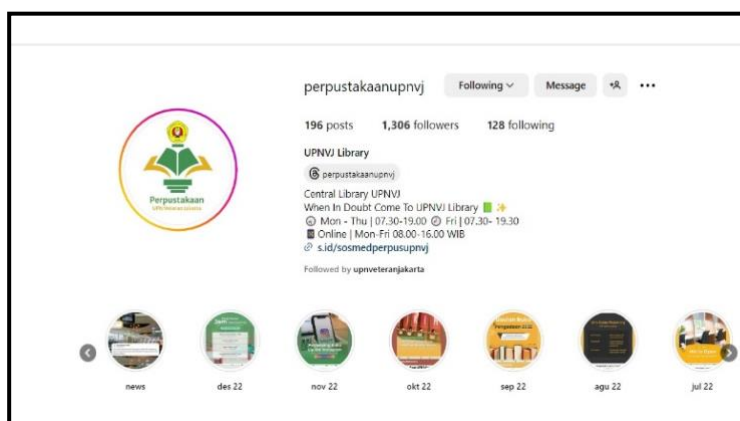 perpustakaanupnvj Following Message
196 posts 1,306 followers 128 following
UPNVJ Library
perpustakaanupnvj
Central Library UPNVJ
When In Doubt Come To UPNVJ Library
Mon - Thu | 07.30-19.00 Fri | 07.30- 19.30
Online | Mon-Fri 08.00-16.00 WIB
s.id/sosmedperpusupnvj
Followed by upnveteranjakarta
Perpustakaan
UPN Veteran Jakarta
news des 22 nov 22 okt 22 sep 22 agu 22 jul 22